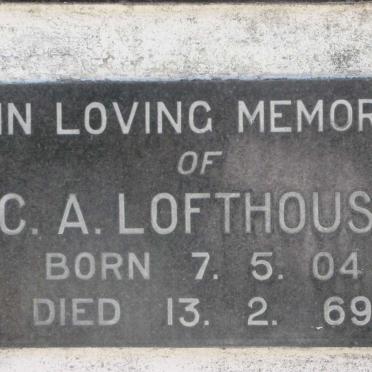 IN LOVING MEMOR
OF
C. A. LOFTHOUS
BORN 7. 5. 04
DIED 13. 2. 69